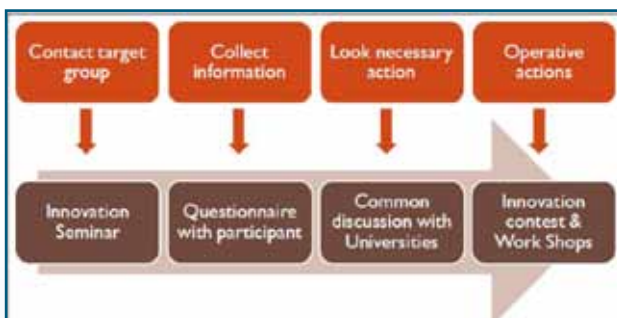 Contact target
group
Collect
information
Look necessary
action
Operative
actions
Innovation
Seminar
Questionnaire
with participant
Common
discussion with
Universities
Innovation
contest &
Work Shops